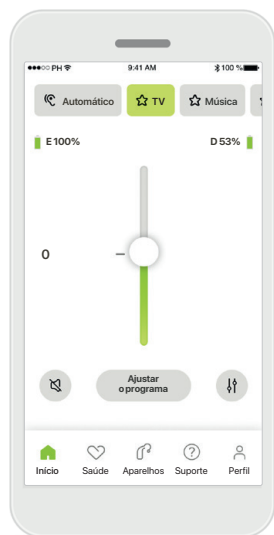 PH 9:41 AM 100 %
Automático TV Música
E 100% D 53%
0
Ajustar
o programa
Início Saúde Aparelhos Suporte Perfil